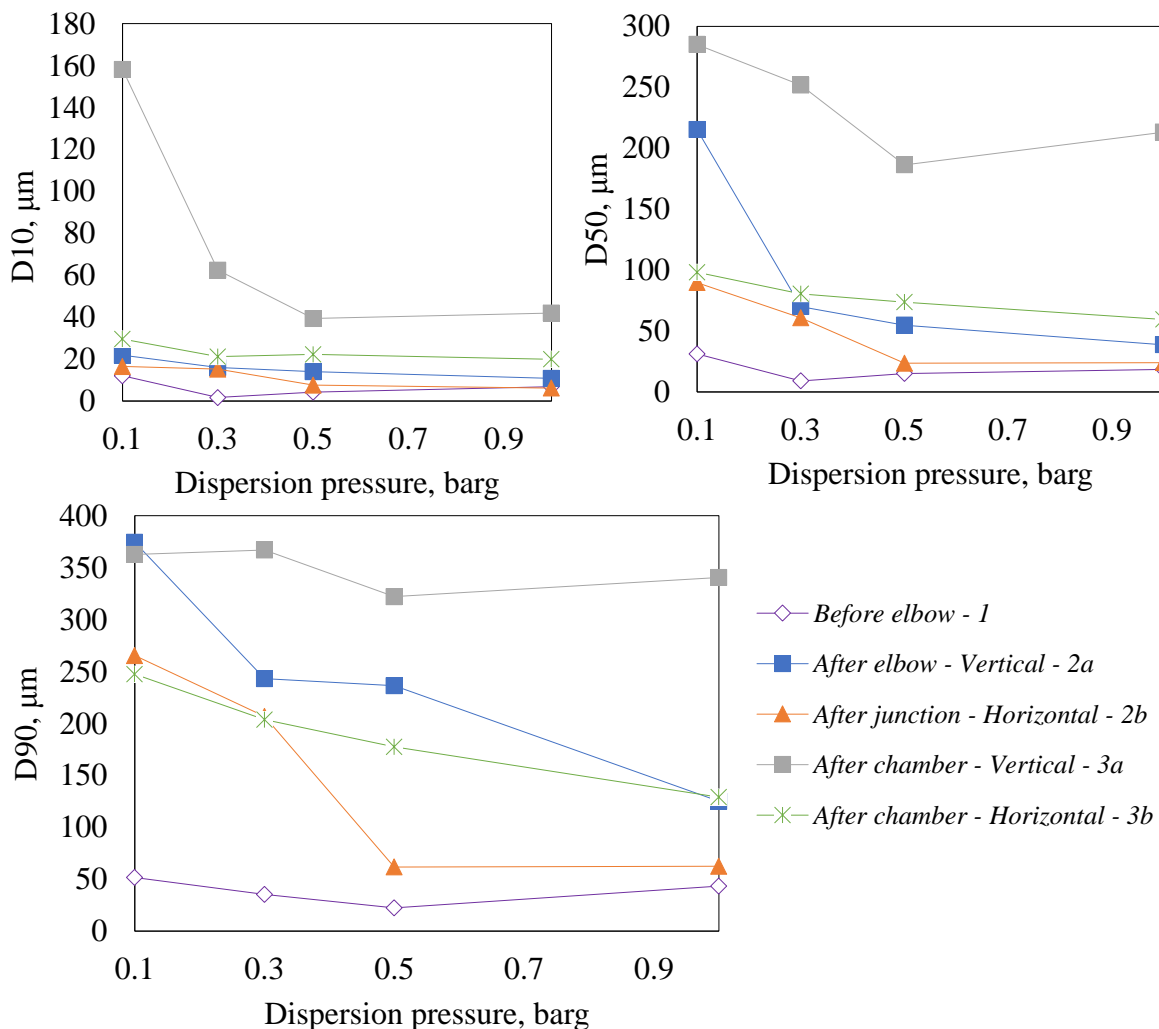 180
160
140
120
100
80
60
40
20
0
D10, μm
0.1 0.3 0.5 0.7 0.9
Dispersion pressure, barg
300
250
200
150
100
50
0
D50, μm
0.1 0.3 0.5 0.7 0.9
Dispersion pressure, barg
400
350
300
250
200
150
100
50
0
D90, μm
0.1 0.3 0.5 0.7 0.9
Dispersion pressure, barg
Before elbow - 1
After elbow - Vertical - 2a
After junction - Horizontal - 2b
After chamber - Vertical - 3a
After chamber - Horizontal - 3b